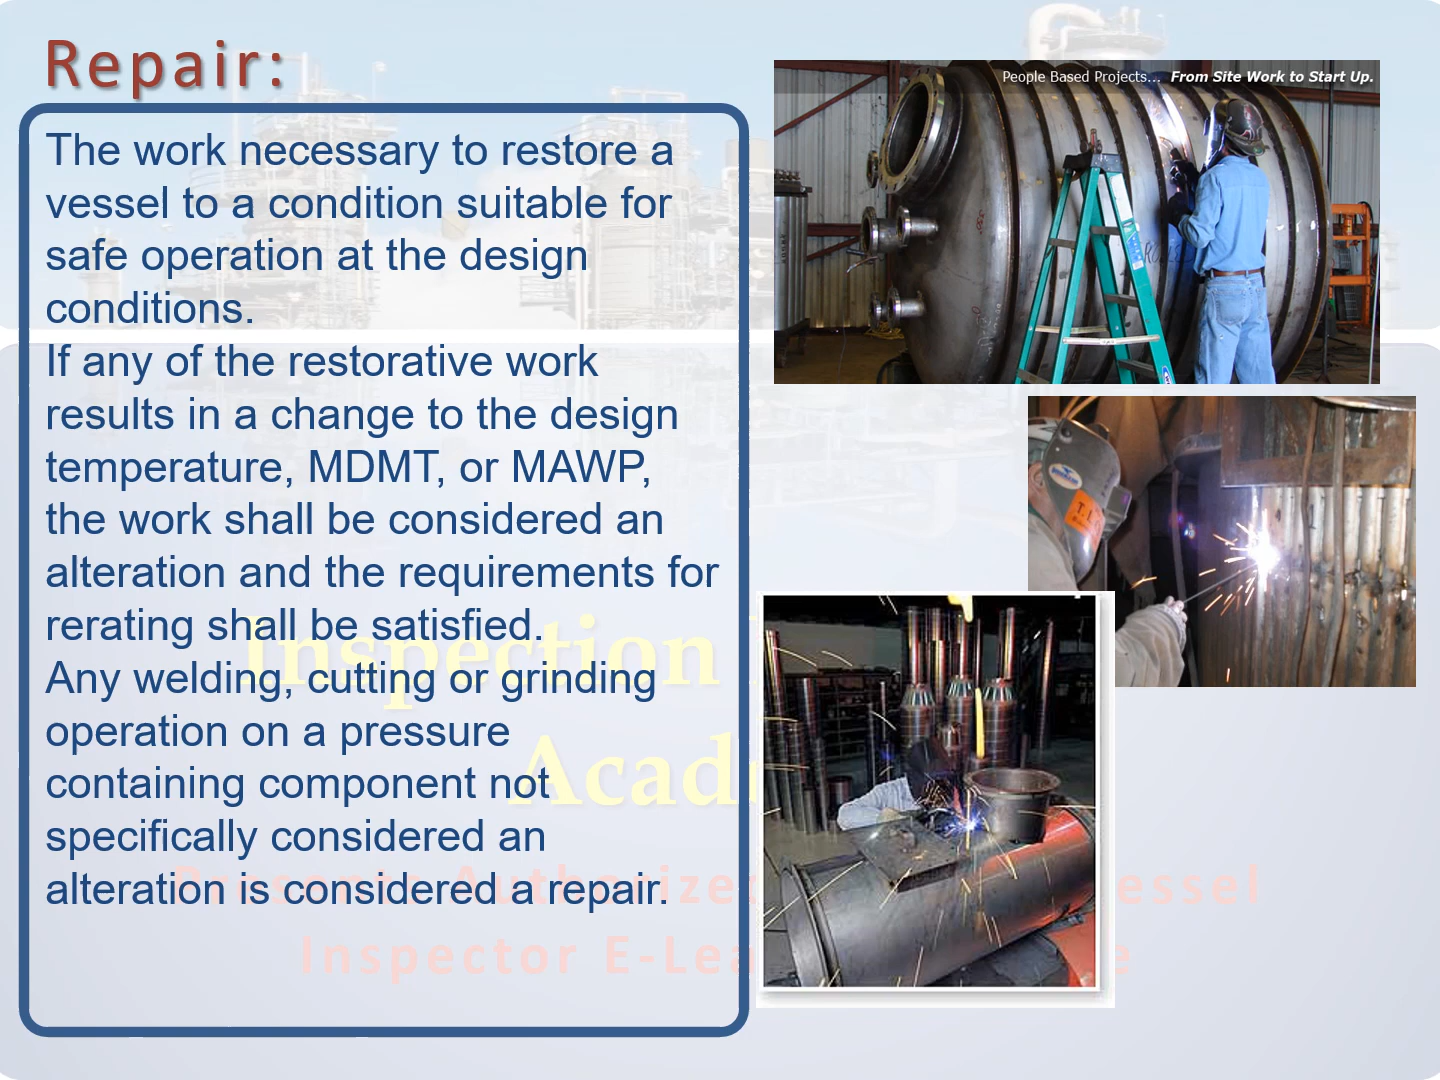 Repair:
The work necessary to restore a
vessel to a condition suitable for
safe operation at the design
conditions.
If any of the restorative work
results in a change to the design
temperature, MDMT, or MAWP,
the work shall be considered an
alteration and the requirements for
rerating shall be satisfied.
Any welding, cutting or grinding
operation on a pressure
containing component not
specifically considered an
alteration is considered a repair.
People Based Projects... From Site Work to Start Up.
Inspection
Inspector